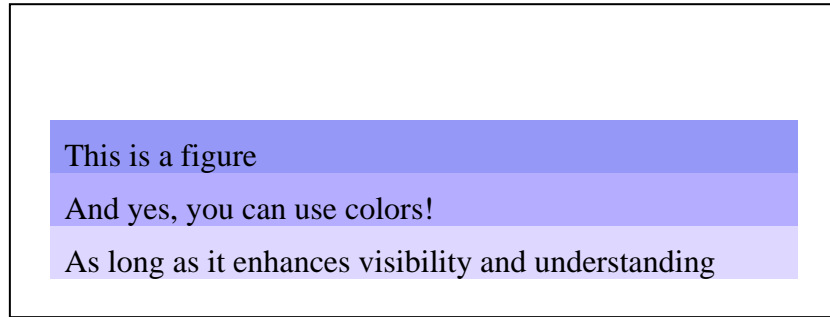 This is a figure
And yes, you can use colors!
As long as it enhances visibility and understanding